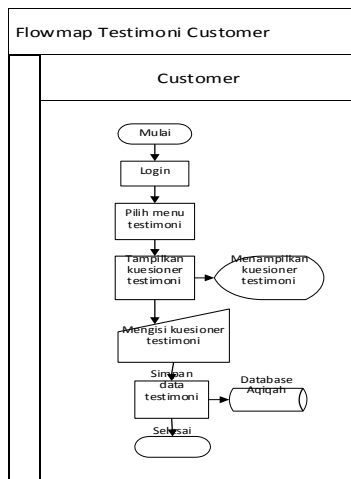 Flowmap Testimoni Customer
Customer
Mulai
Login
Pilih menu
testimoni
Tampilkan
kuesioner
testimoni
Menampilkan
kuesioner
testimoni
Mengisi kuesioner
testimoni
Simpan
data
testimoni
Database
Aqiqah
Selesai